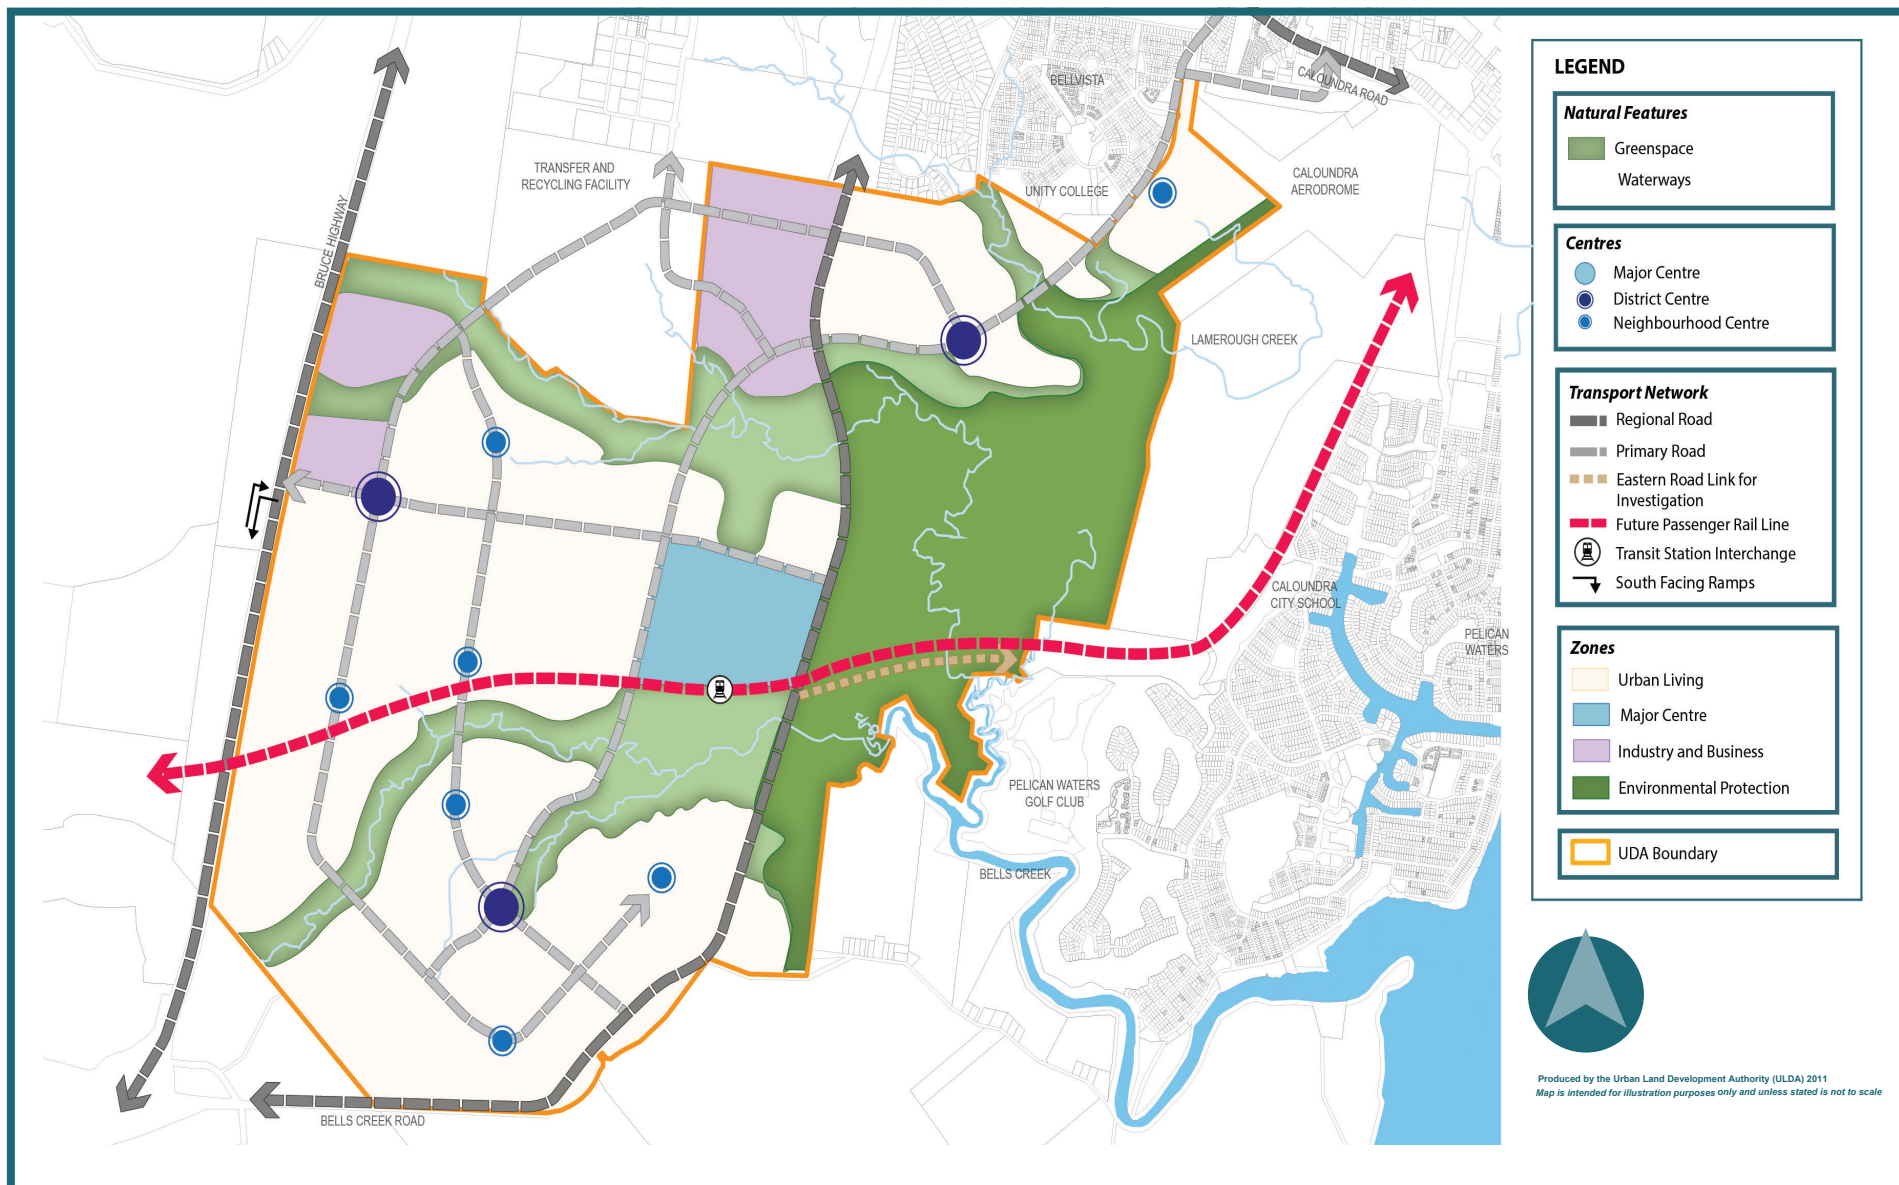 BELLVISTA
CALOUNDRA ROAD
TRANSFER AND
RECYCLING FACILITY
UNITY COLLEGE
CALOUNDRA
AERODROME
BRUCE HIGHWAY
LAMEROUGH CREEK
CALOUNDRA
CITY SCHOOL
PELICAN
WATERS
PELICAN WATERS
GOLF CLUB
BELLS CREEK
BELLS CREEK ROAD
LEGEND
Natural Features
Greenspace
Waterways
Centres
Major Centre
District Centre
Neighbourhood Centre
Transport Network
Regional Road
Primary Road
Eastern Road Link for
Investigation
Future Passenger Rail Line
Transit Station Interchange
South Facing Ramps
Zones
Urban Living
Major Centre
Industry and Business
Environmental Protection
UDA Boundary
Produced by the Urban Land Development Authority (ULDA) 2011
Map is intended for illustration purposes only and unless stated is not to scale